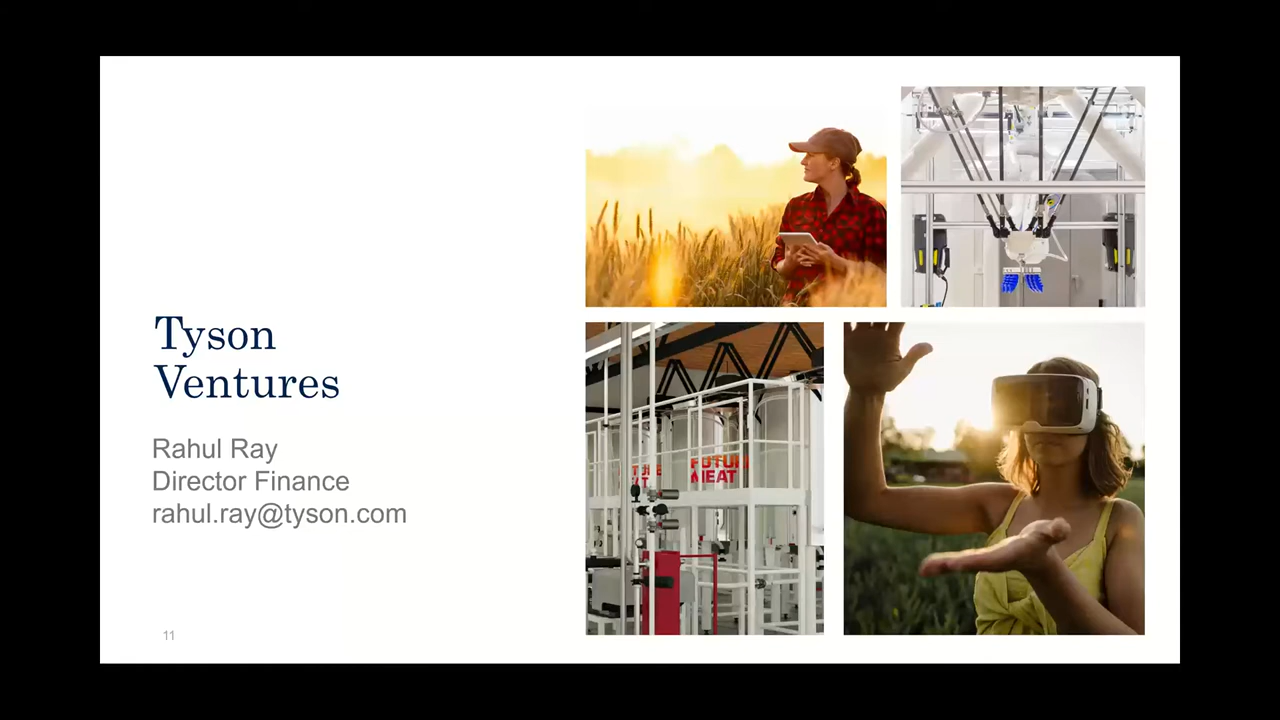 Tyson
Ventures
Rahul Ray
Director Finance
rahul.ray@tyson.com
11
FUTURE
MEAT